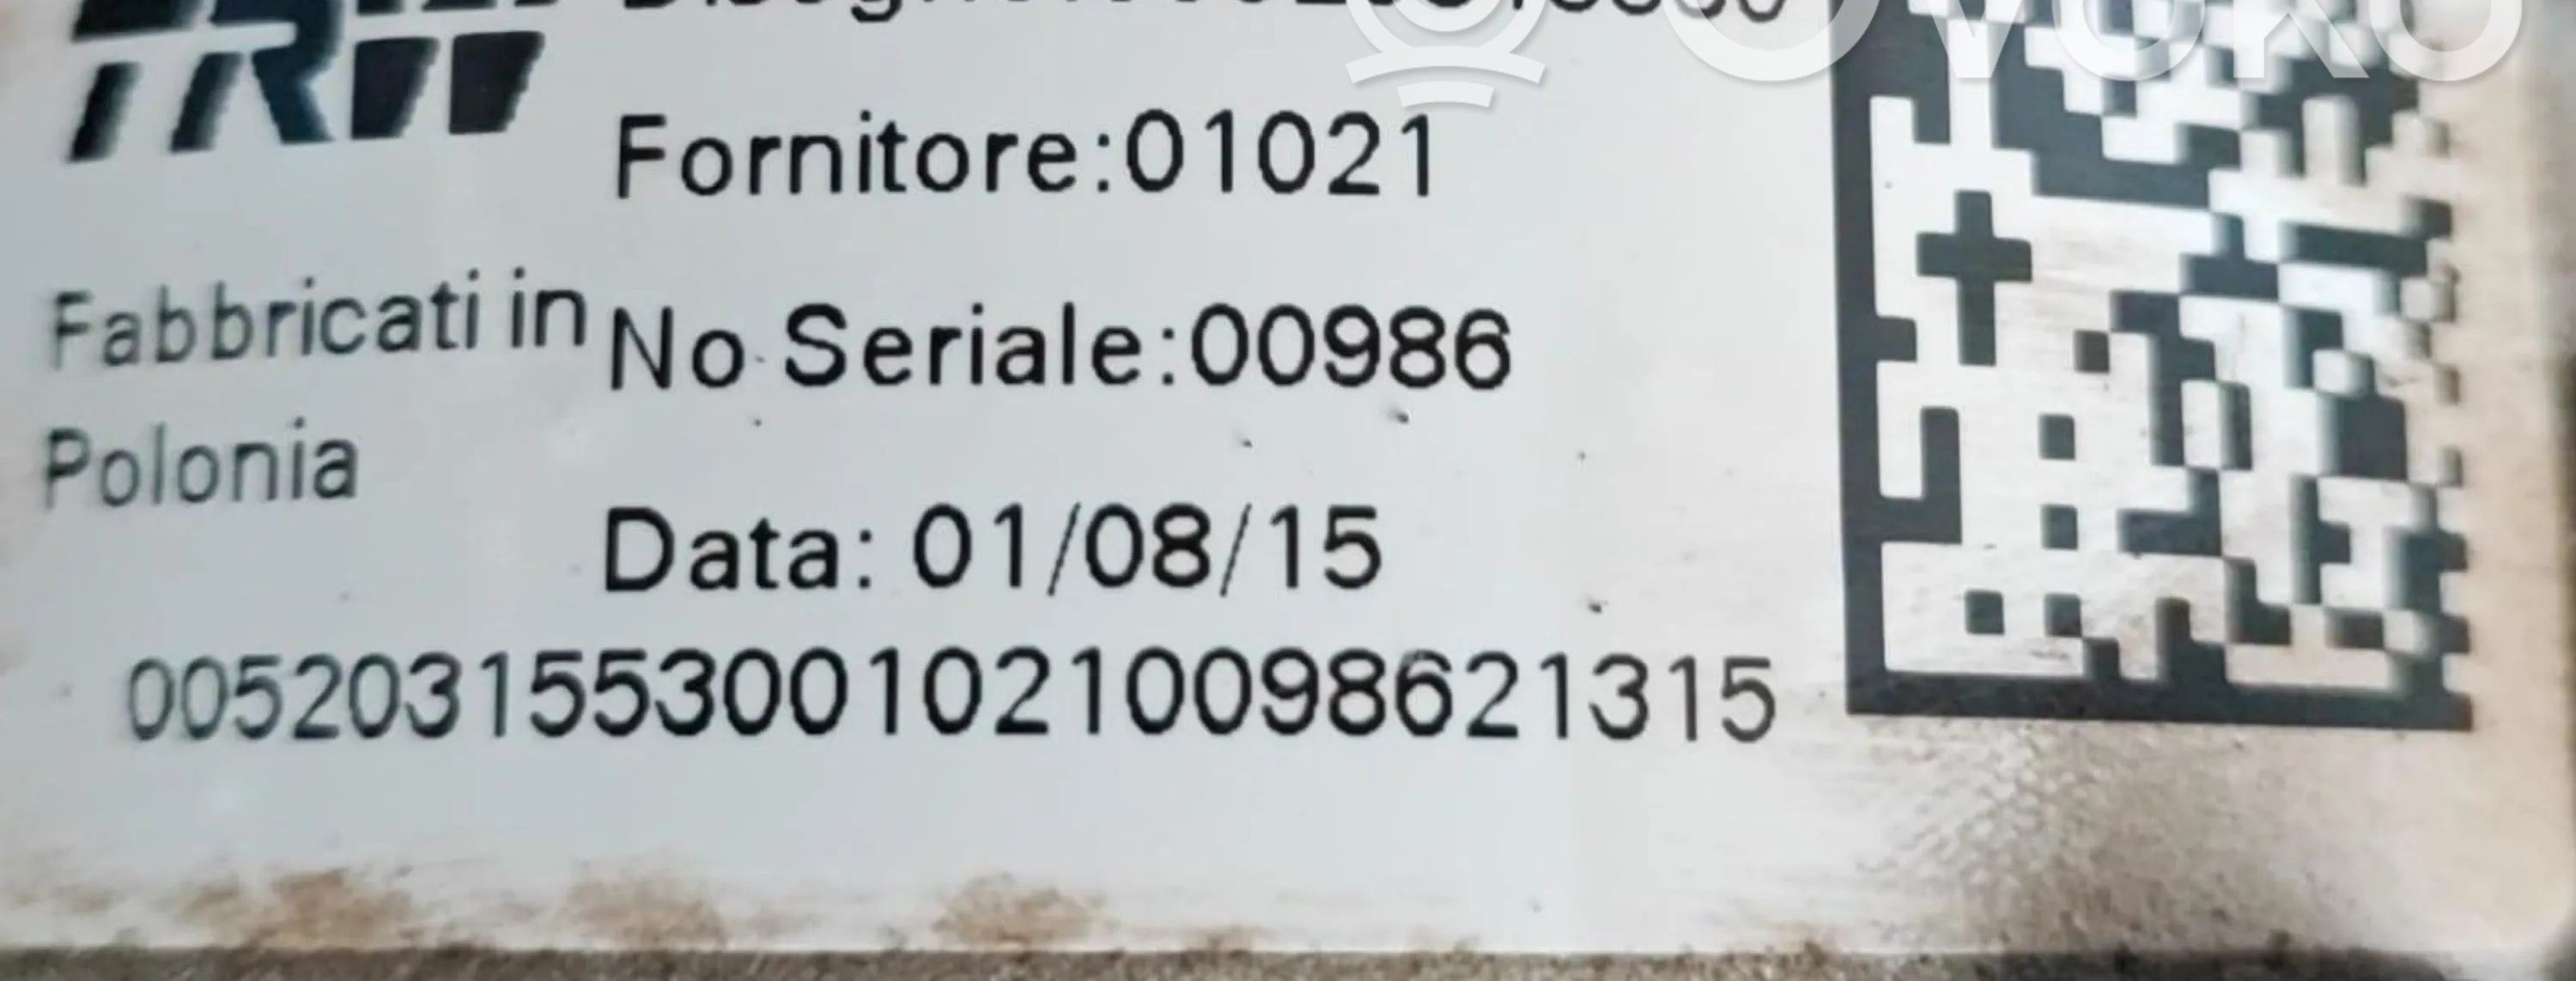 TRW
Fornitore:01021
Fabbricati in
Polonia
No Seriale:00986
Data: 01/08/15
00520315530010210098621315